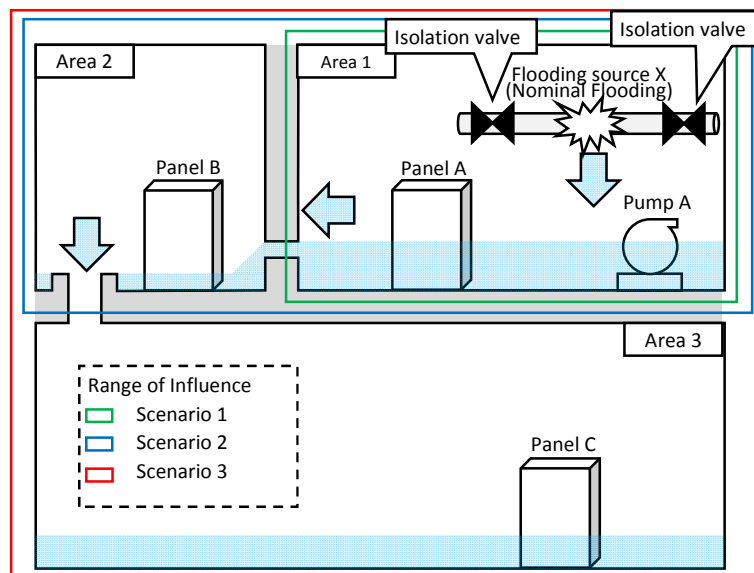 Isolation valve
Isolation valve
Area 2
Area 1
Flooding source X
(Nominal Flooding)
Panel B
Panel A
Pump A
Area 3
Range of Influence
Scenario 1
Scenario 2
Scenario 3
Panel C